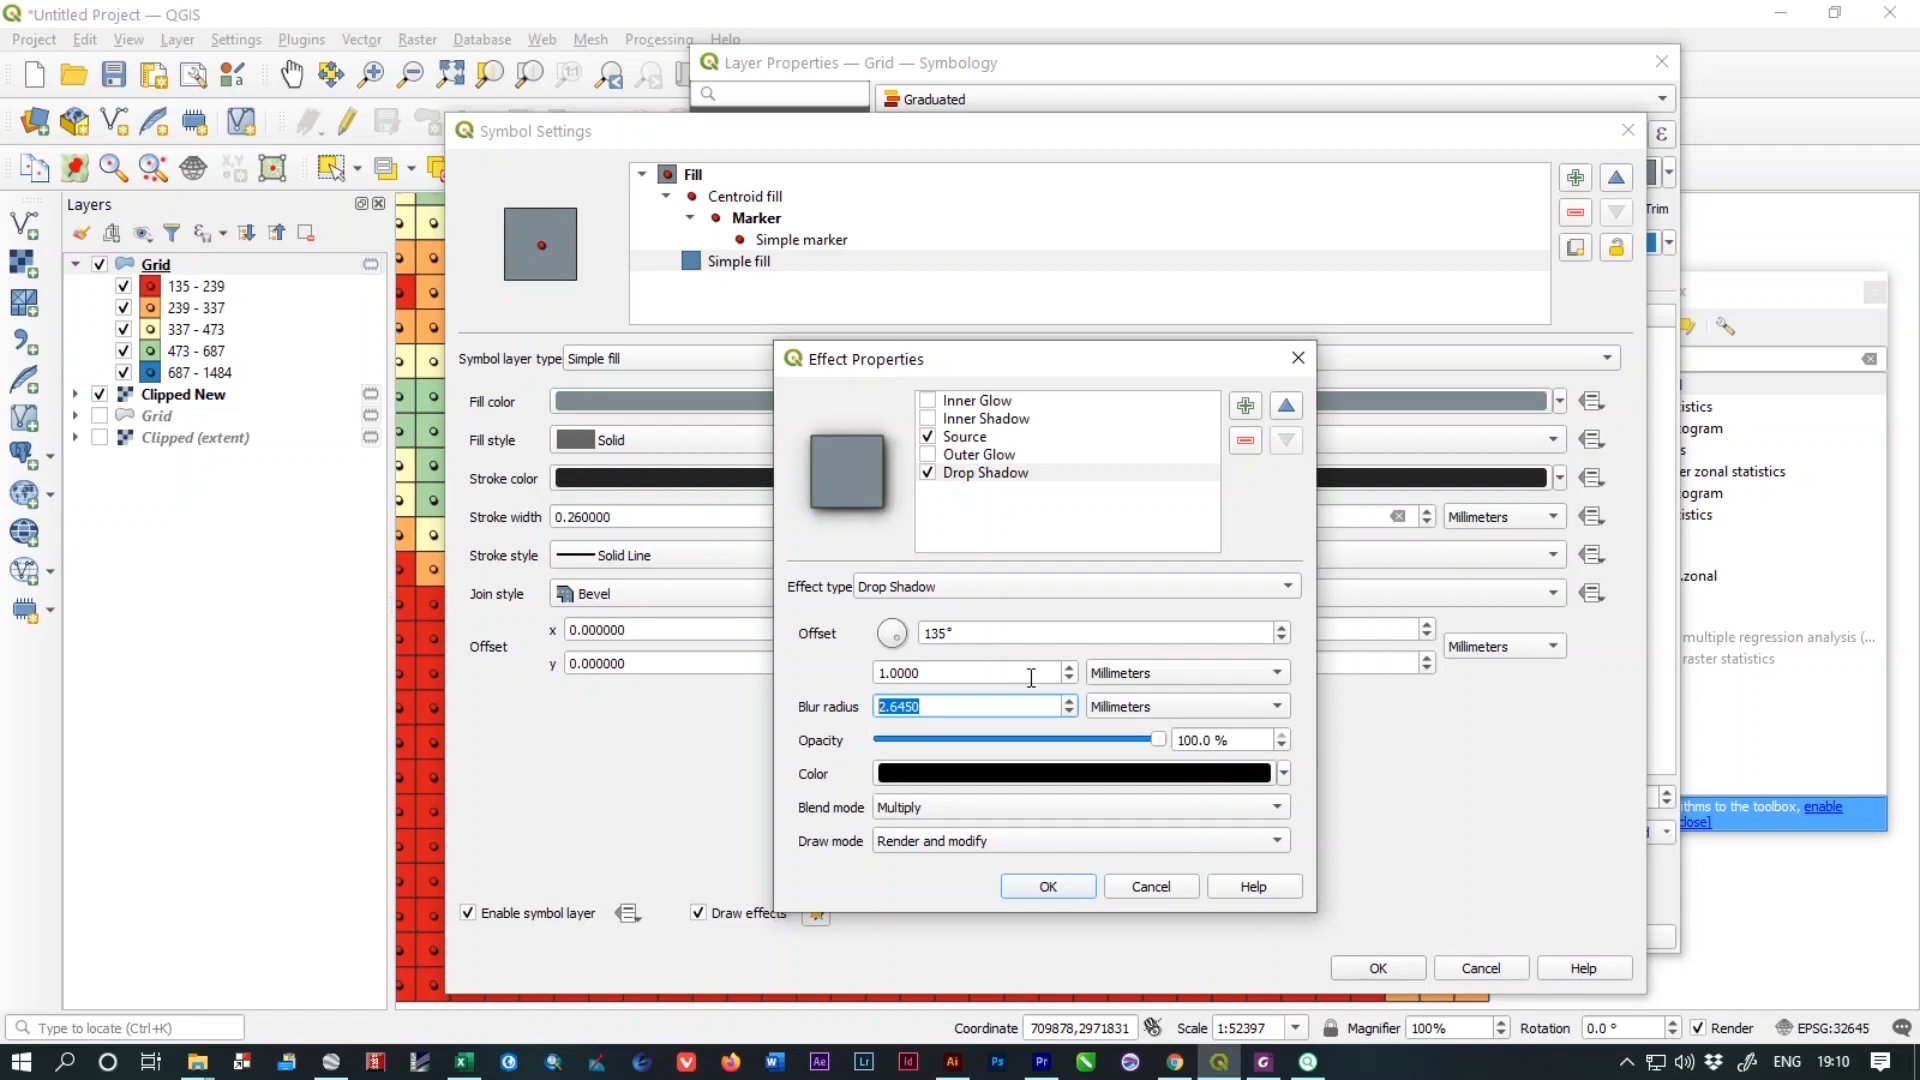 *Untitled Project — QGIS
Project Edit View Layer Settings Plugins Vector Raster Database Web Mesh Processing Help
Layer Properties — Grid — Symbology
Graduated
Symbol Settings
Fill
Centroid fill
Marker
Simple marker
Simple fill
Trim
Layers
Grid
135 - 239
239 - 337
337 - 473
473 - 687
687 - 1484
Clipped New
Grid
Clipped (extent)
Symbol layer type Simple fill
Fill color
Fill style Solid
Stroke color
Stroke width 0.260000 Millimeters
Stroke style Solid Line
Join style Bevel
Offset x 0.000000
y 0.000000
Millimeters
Effect Properties
Inner Glow
Inner Shadow
Source
Outer Glow
Drop Shadow
Effect type Drop Shadow
Offset 135°
1.0000 Millimeters
Blur radius 2.6450 Millimeters
Opacity 100.0 %
Color
Blend mode Multiply
Draw mode Render and modify
OK Cancel Help
Enable symbol layer Draw effects
OK Cancel Help
istics
ogram
er zonal statistics
ogram
istics
.zonal
multiple regression analysis (...
raster statistics
ithms to the toolbox, enable
close]
Type to locate (Ctrl+K)
Coordinate 709878,2971831 Scale 1:52397 Magnifier 100% Rotation 0.0 ° Render EPSG:32645
Ae Lr Id Ai Ps Pr ENG 19:10